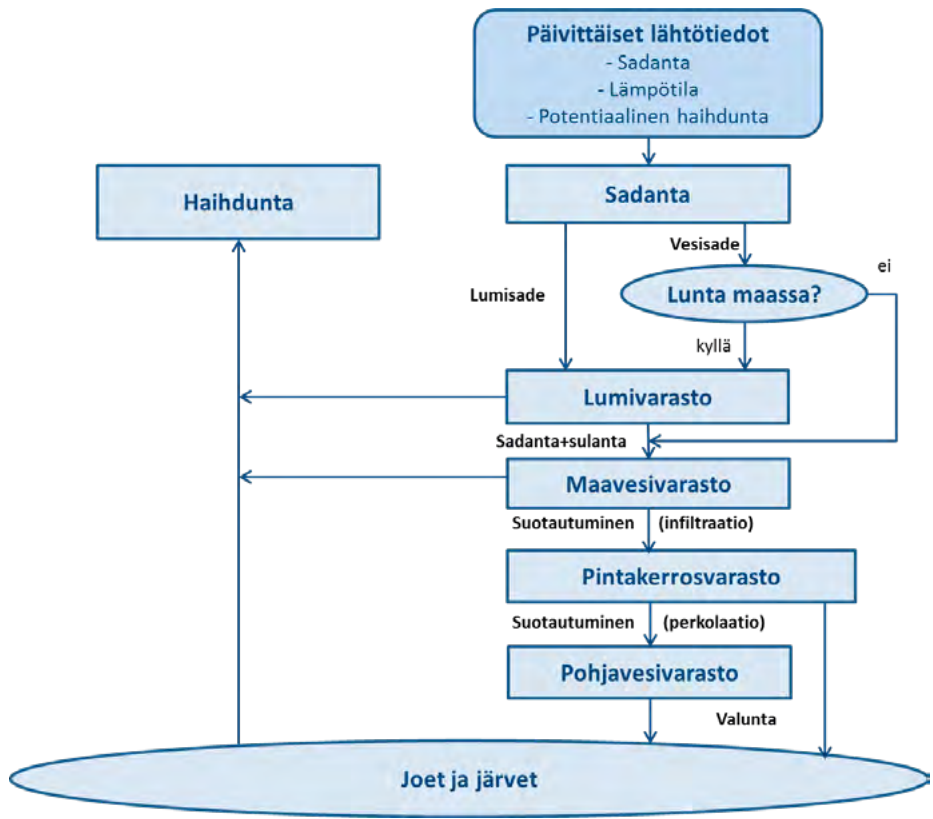 Päivittäiset lähtötiedot
- Sadanta
- Lämpötila
- Potentiaalinen haihdunta
Haihdunta
Sadanta
Vesisade
ei
Lumisade
Lunta maassa?
kyllä
Lumivarasto
Sadanta+sulanta
Maavesivarasto
Suotautuminen (infiltraatio)
Pintakerrosvarasto
Suotautuminen (perkolaatio)
Pohjavesivarasto
Valunta
Joet ja järvet